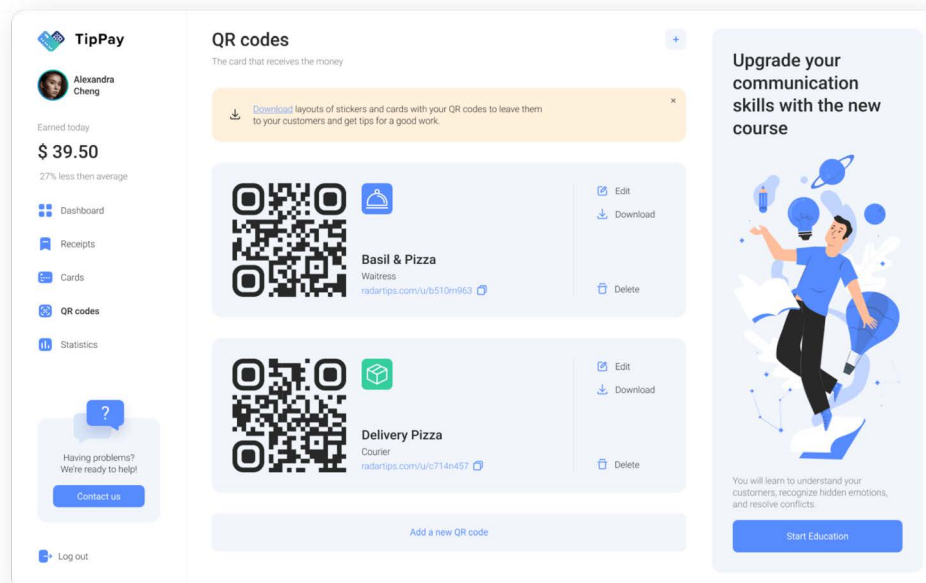 TipPay
Alexandra
Cheng
Earned today
$ 39.50
27% less then average
Dashboard
Receipts
Cards
QR codes
Statistics
?
Having problems?
We're ready to help!
Contact us
Log out
QR codes
The card that receives the money
+
Download layouts of stickers and cards with your QR codes to leave them
to your customers and get tips for a good work.
×
Basil & Pizza
Waitress
radartips.com/u/b510m963
Edit
Download
Delete
Delivery Pizza
Courier
radartips.com/u/c714n457
Edit
Download
Delete
Add a new QR code
Upgrade your
communication
skills with the new
course
You will learn to understand your
customers, recognize hidden emotions,
and resolve conflicts.
Start Education